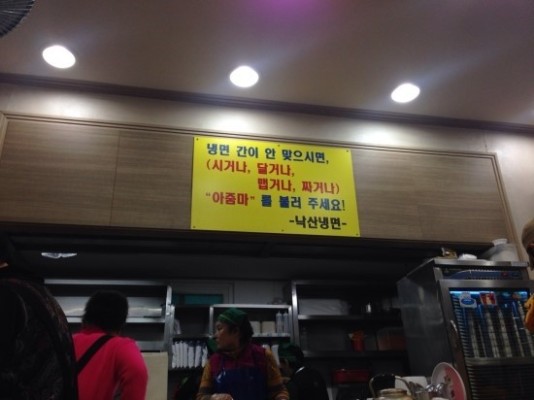 냉면 간이 안 맞으시면,
(시거나, 달거나,
맵거나, 짜거나)
"아줌마" 를 불러 주세요!
-낙산냉면-